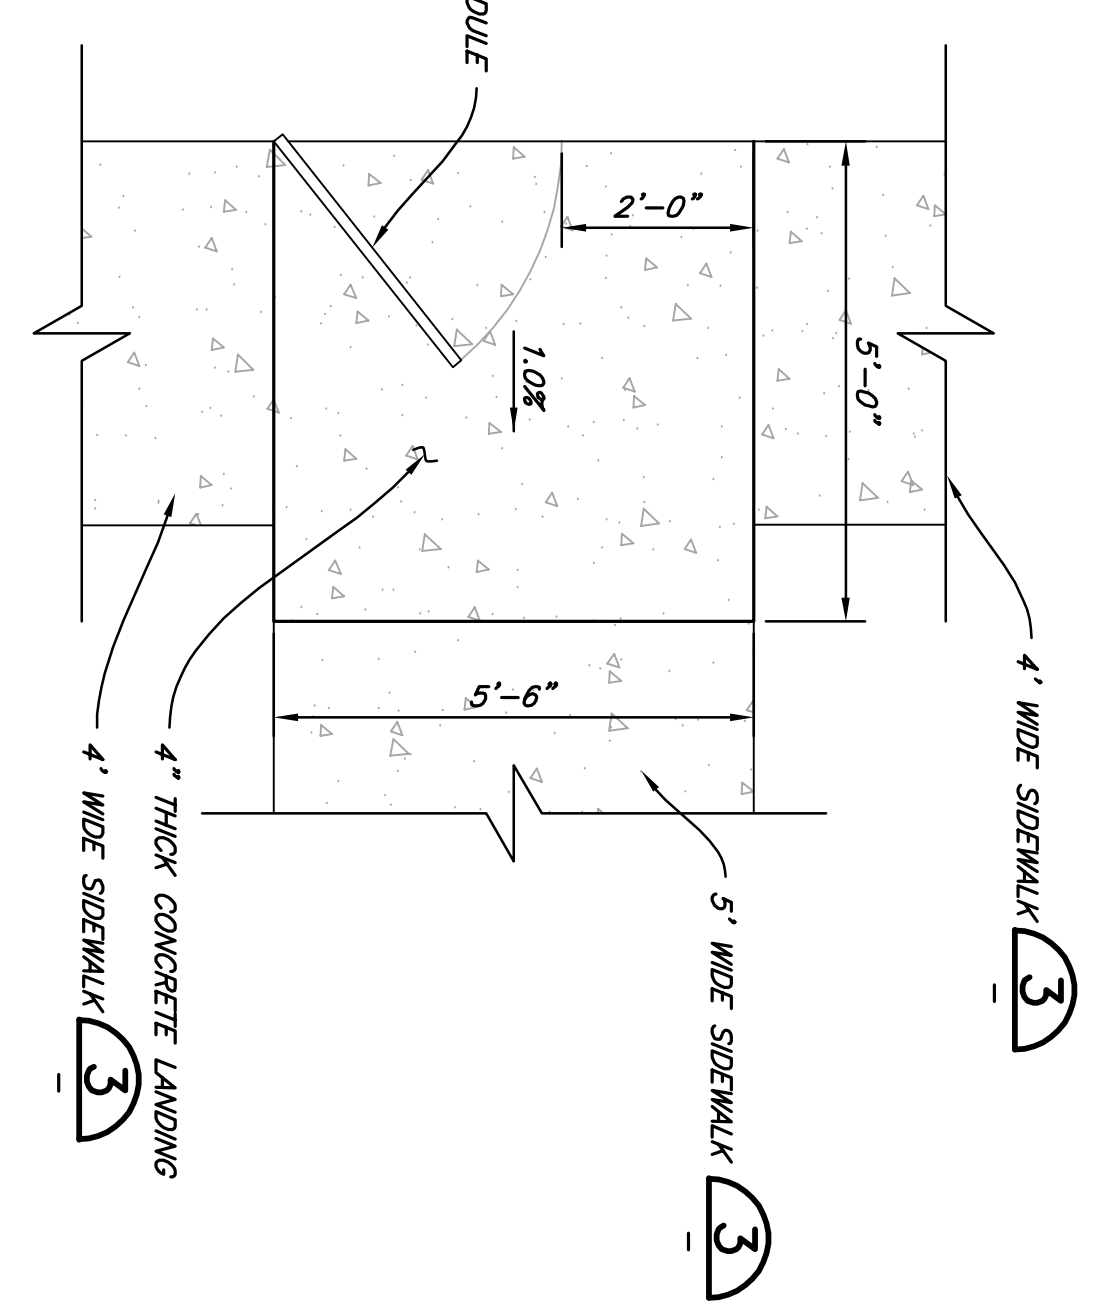 DULE
2'-0"
5'-0"
1.0%
5'-6"
4' WIDE SIDEWALK
3
-
5' WIDE SIDEWALK
3
-
4" THICK CONCRETE LANDING
4' WIDE SIDEWALK
3
-